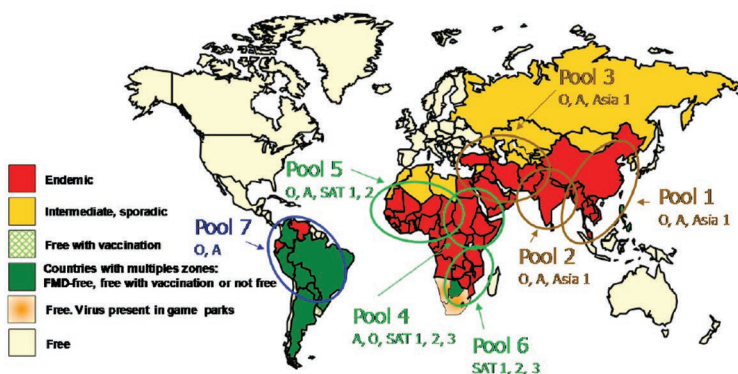 Pool 3
O, A, Asia 1
Pool 5
O, A, SAT 1, 2
Pool 1
O, A, Asia 1
Pool 7
O, A
Pool 2
O, A, Asia 1
Pool 4
A, O, SAT 1, 2, 3
Pool 6
SAT 1, 2, 3
Endemic
Intermediate, sporadic
Free with vaccination
Countries with multiples zones:
FMD-free, free with vaccination or not free
Free. Virus present in game parks
Free